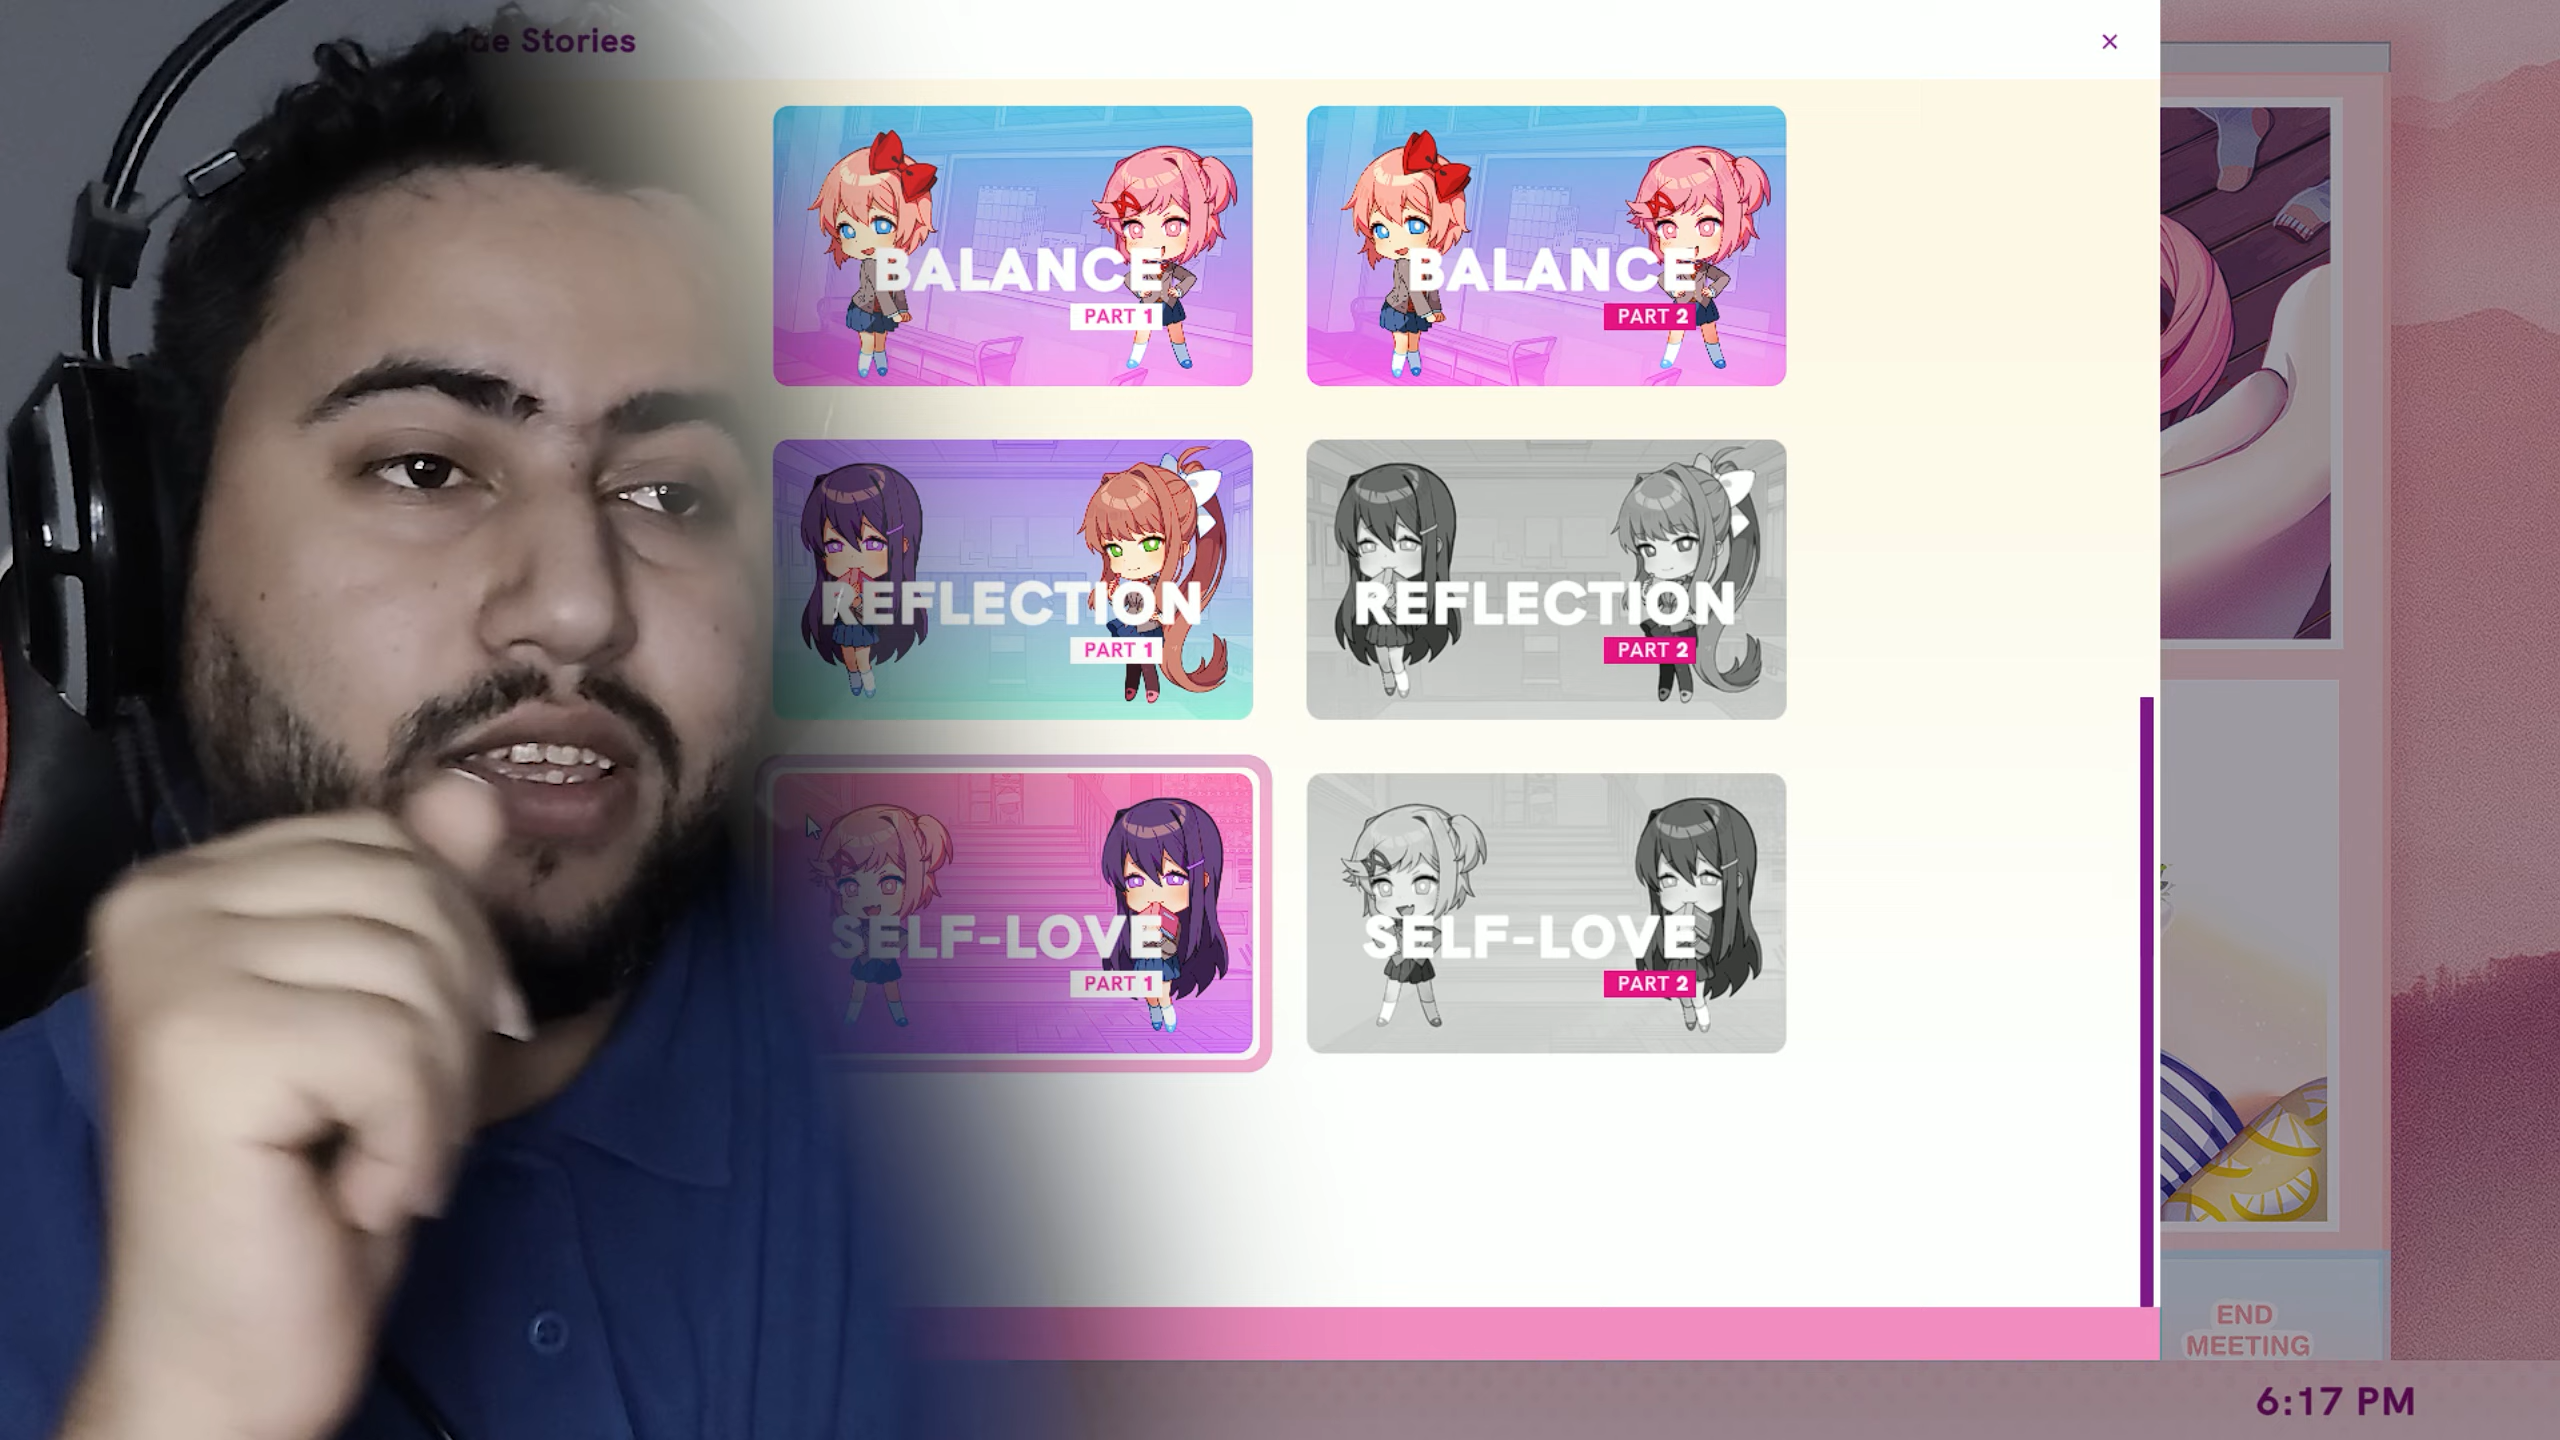 de Stories
×
BALANCE
PART 1
BALANCE
PART 2
REFLECTION
PART 1
REFLECTION
PART 2
SELF-LOVE
PART 1
SELF-LOVE
PART 2
END
MEETING
6:17 PM